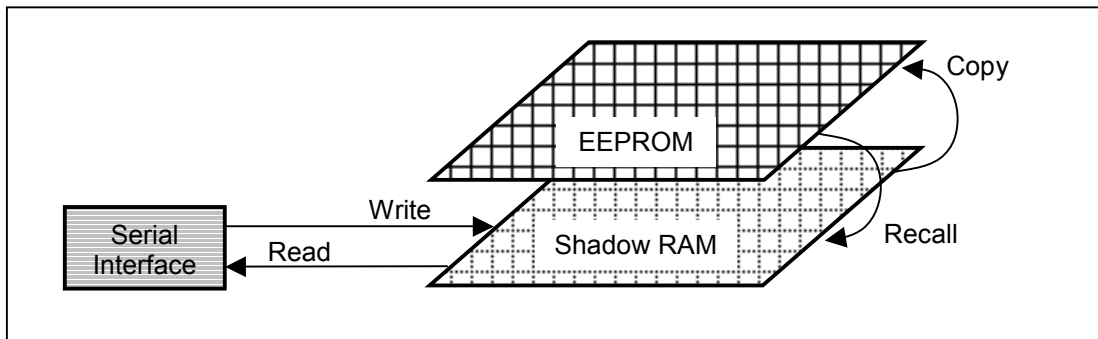 Copy
EEPROM
Write
Serial
Interface
Read
Shadow RAM
Recall